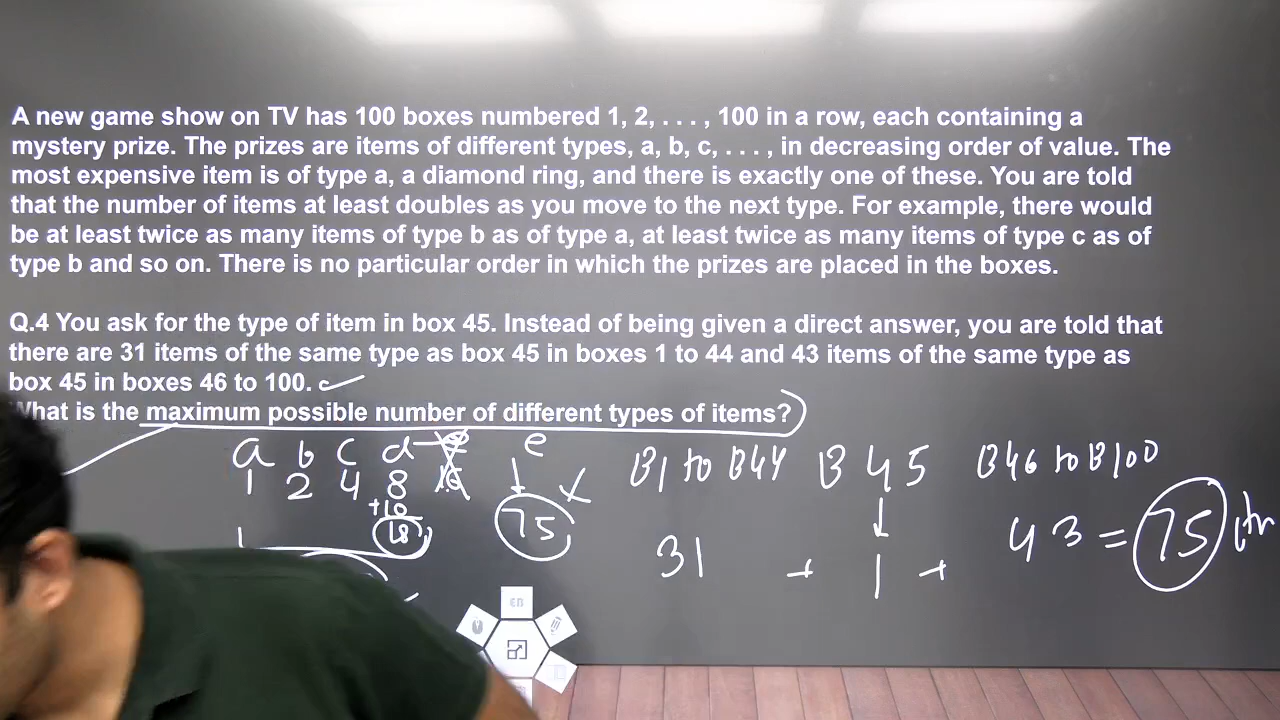 A new game show on TV has 100 boxes numbered 1, 2, . . . , 100 in a row, each containing a
mystery prize. The prizes are items of different types, a, b, c, . . . , in decreasing order of value. The
most expensive item is of type a, a diamond ring, and there is exactly one of these. You are told
that the number of items at least doubles as you move to the next type. For example, there would
be at least twice as many items of type b as of type a, at least twice as many items of type c as of
type b and so on. There is no particular order in which the prizes are placed in the boxes.
Q.4 You ask for the type of item in box 45. Instead of being given a direct answer, you are told that
there are 31 items of the same type as box 45 in boxes 1 to 44 and 43 items of the same type as
box 45 in boxes 46 to 100.
What is the maximum possible number of different types of items?
a b c d e B1 to B44 B 45 B46 to B100
1 2 4 8 75
+10
18
31 + 1 + 43 = 75